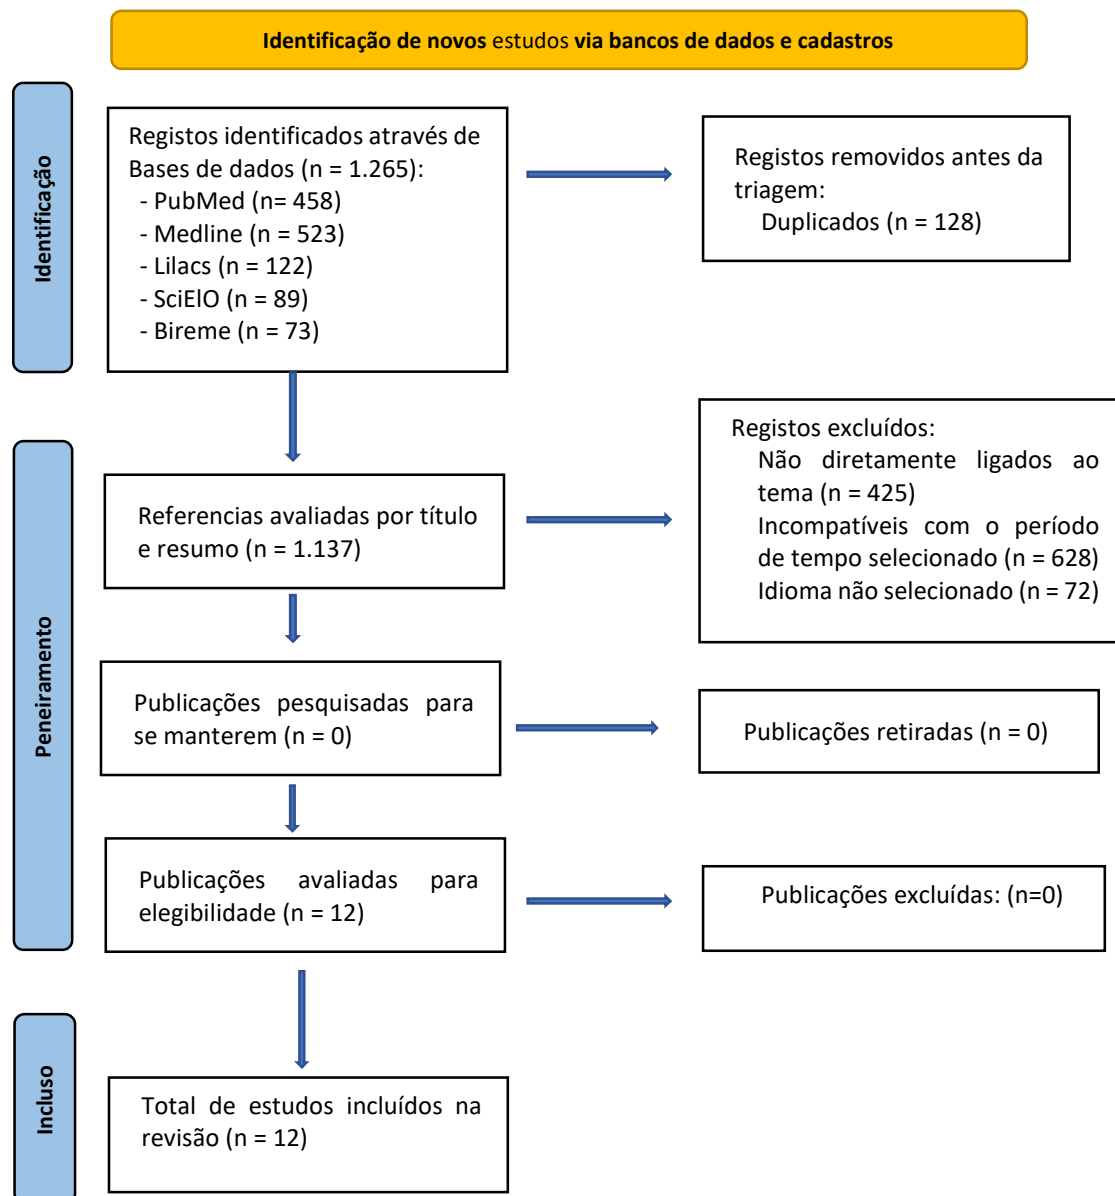 Identificação de novos estudos via bancos de dados e cadastros
Identificação
Registos identificados através de
Bases de dados (n = 1.265):
- PubMed (n= 458)
- Medline (n = 523)
- Lilacs (n = 122)
- SciElO (n = 89)
- Bireme (n = 73)
Registos removidos antes da
triagem:
Duplicados (n = 128)
Peneiramento
Referencias avaliadas por título
e resumo (n = 1.137)
Registos excluídos:
Não diretamente ligados ao
tema (n = 425)
Incompatíveis com o período
de tempo selecionado (n = 628)
Idioma não selecionado (n = 72)
Publicações pesquisadas para
se manterem (n = 0)
Publicações retiradas (n = 0)
Publicações avaliadas para
elegibilidade (n = 12)
Publicações excluídas: (n=0)
Incluso
Total de estudos incluídos na
revisão (n = 12)